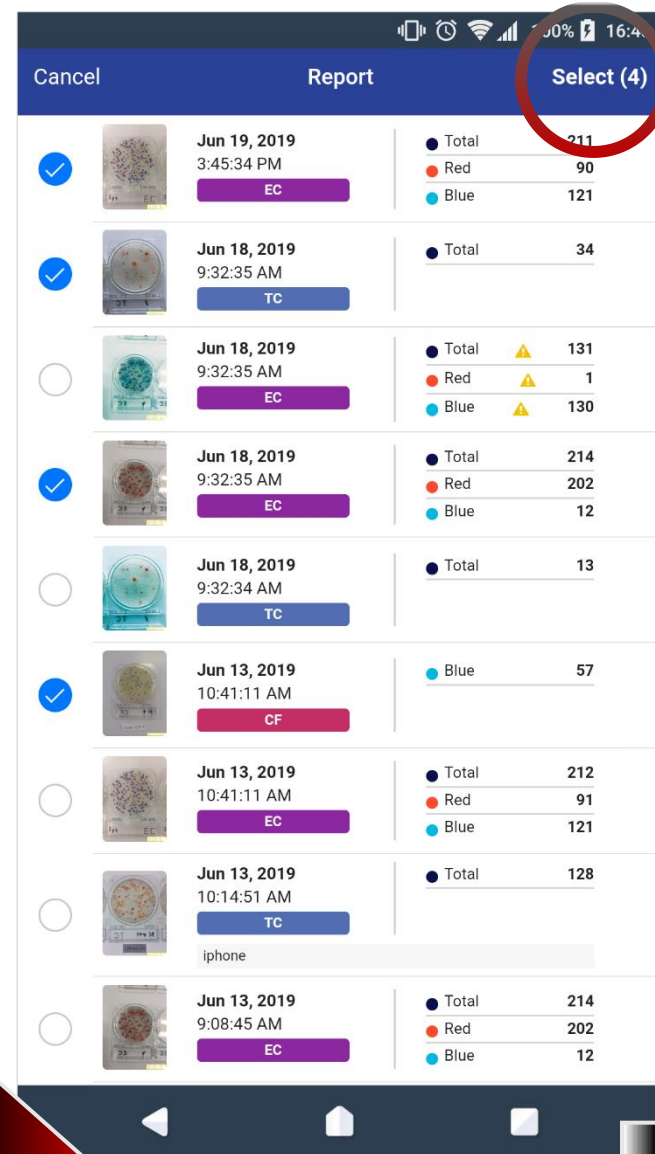 Cancel Report Select (4)
Jun 19, 2019 Total 211
3:45:34 PM Red 90
EC Blue 121
Jun 18, 2019 Total 34
9:32:35 AM
TC
Jun 18, 2019 Total 131
9:32:35 AM Red 1
EC Blue 130
Jun 18, 2019 Total 214
9:32:35 AM Red 202
EC Blue 12
Jun 18, 2019 Total 13
9:32:34 AM
TC
Jun 13, 2019 Blue 57
10:41:11 AM
CF
Jun 13, 2019 Total 212
10:41:11 AM Red 91
EC Blue 121
Jun 13, 2019 Total 128
10:14:51 AM
TC
iphone
Jun 13, 2019 Total 214
9:08:45 AM Red 202
EC Blue 12